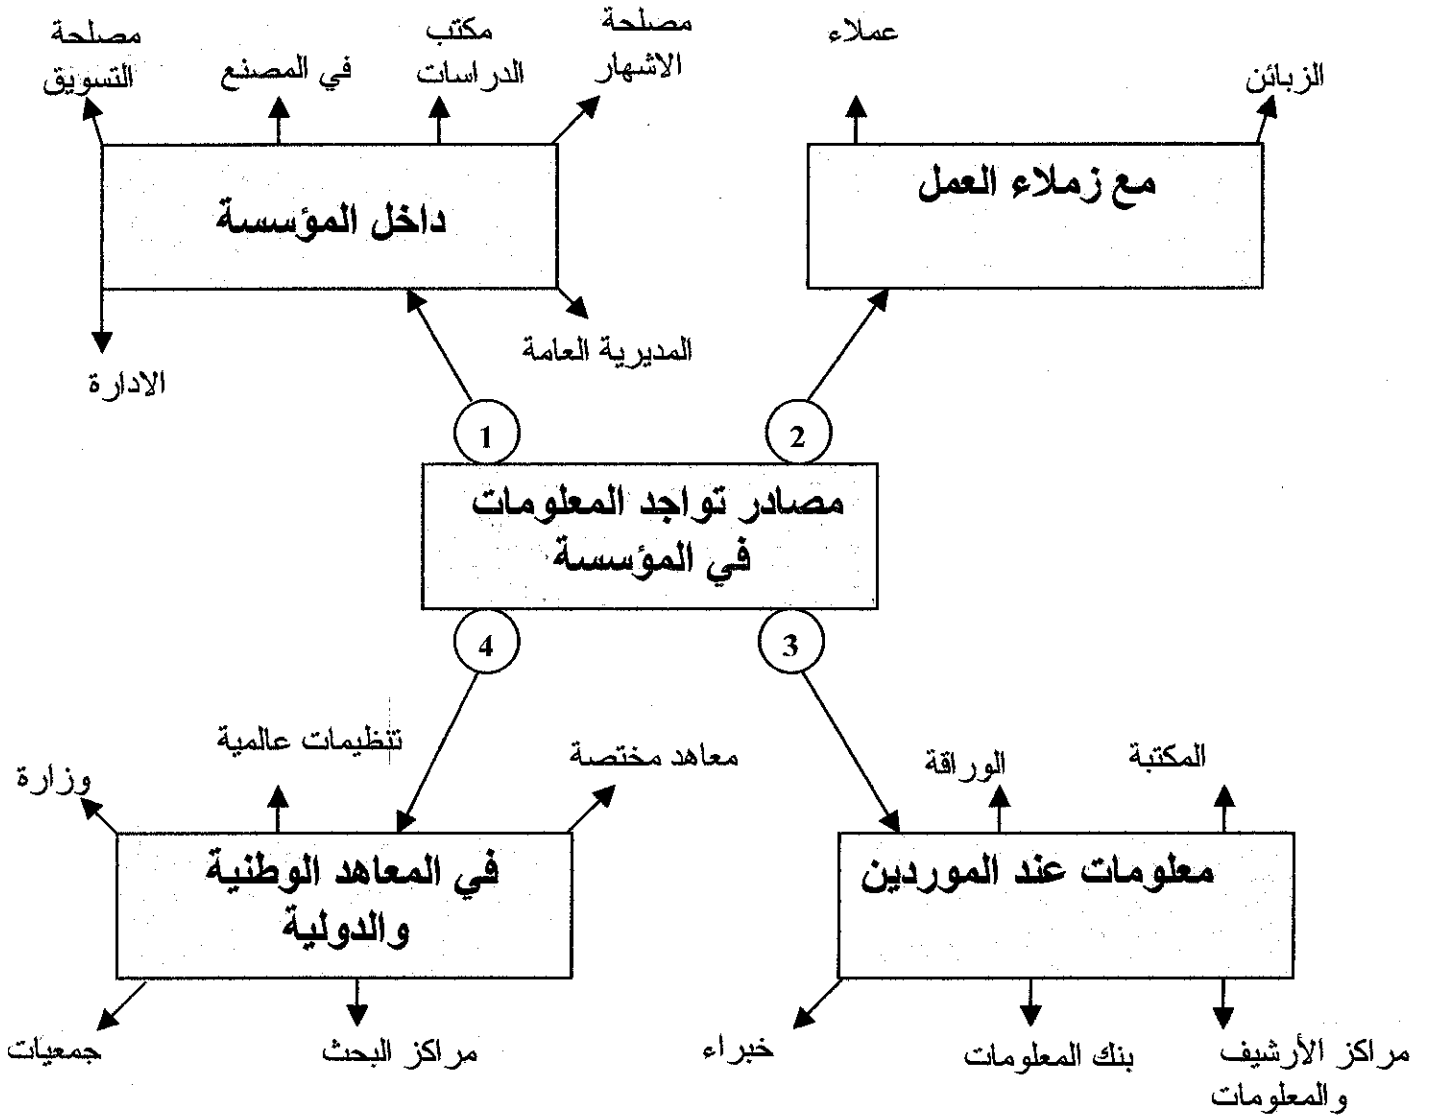 مصلحة
التسويق
في المصنع
مكتب
الدراسات
مصلحة
الاشهار
عملاء
الزبائن
داخل المؤسسة
مع زملاء العمل
الادارة
المديرية العامة
1
2
مصادر تواجد المعلومات
في المؤسسة
4
3
وزارة
تنظيمات عالمية
معاهد مختصة
الوراقة
المكتبة
في المعاهد الوطنية
والدولية
معلومات عند الموردين
جمعيات
مراكز البحث
خبراء
بنك المعلومات
مراكز الأرشيف
والمعلومات